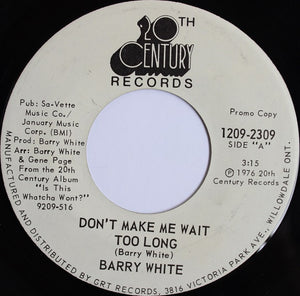 20TH
CENTURY
RECORDS
Pub: Sa-Vette
Music Co./
January Music
Corp. (BMI)
Prod: Barry White
Arr: Barry White
& Gene Page
From the 20th
Century Album
"Is This
Whatcha Wont?"
9209-516
Promo Copy
1209-2309
SIDE "A"
3:15
Ⓟ 1976 20th
Century Records
DON'T MAKE ME WAIT
TOO LONG
(Barry White)
BARRY WHITE
Manufactured and Distributed in Canada by GRT RECORDS, 3816 VICTORIA PARK AVE., WILLOWDALE ONT.